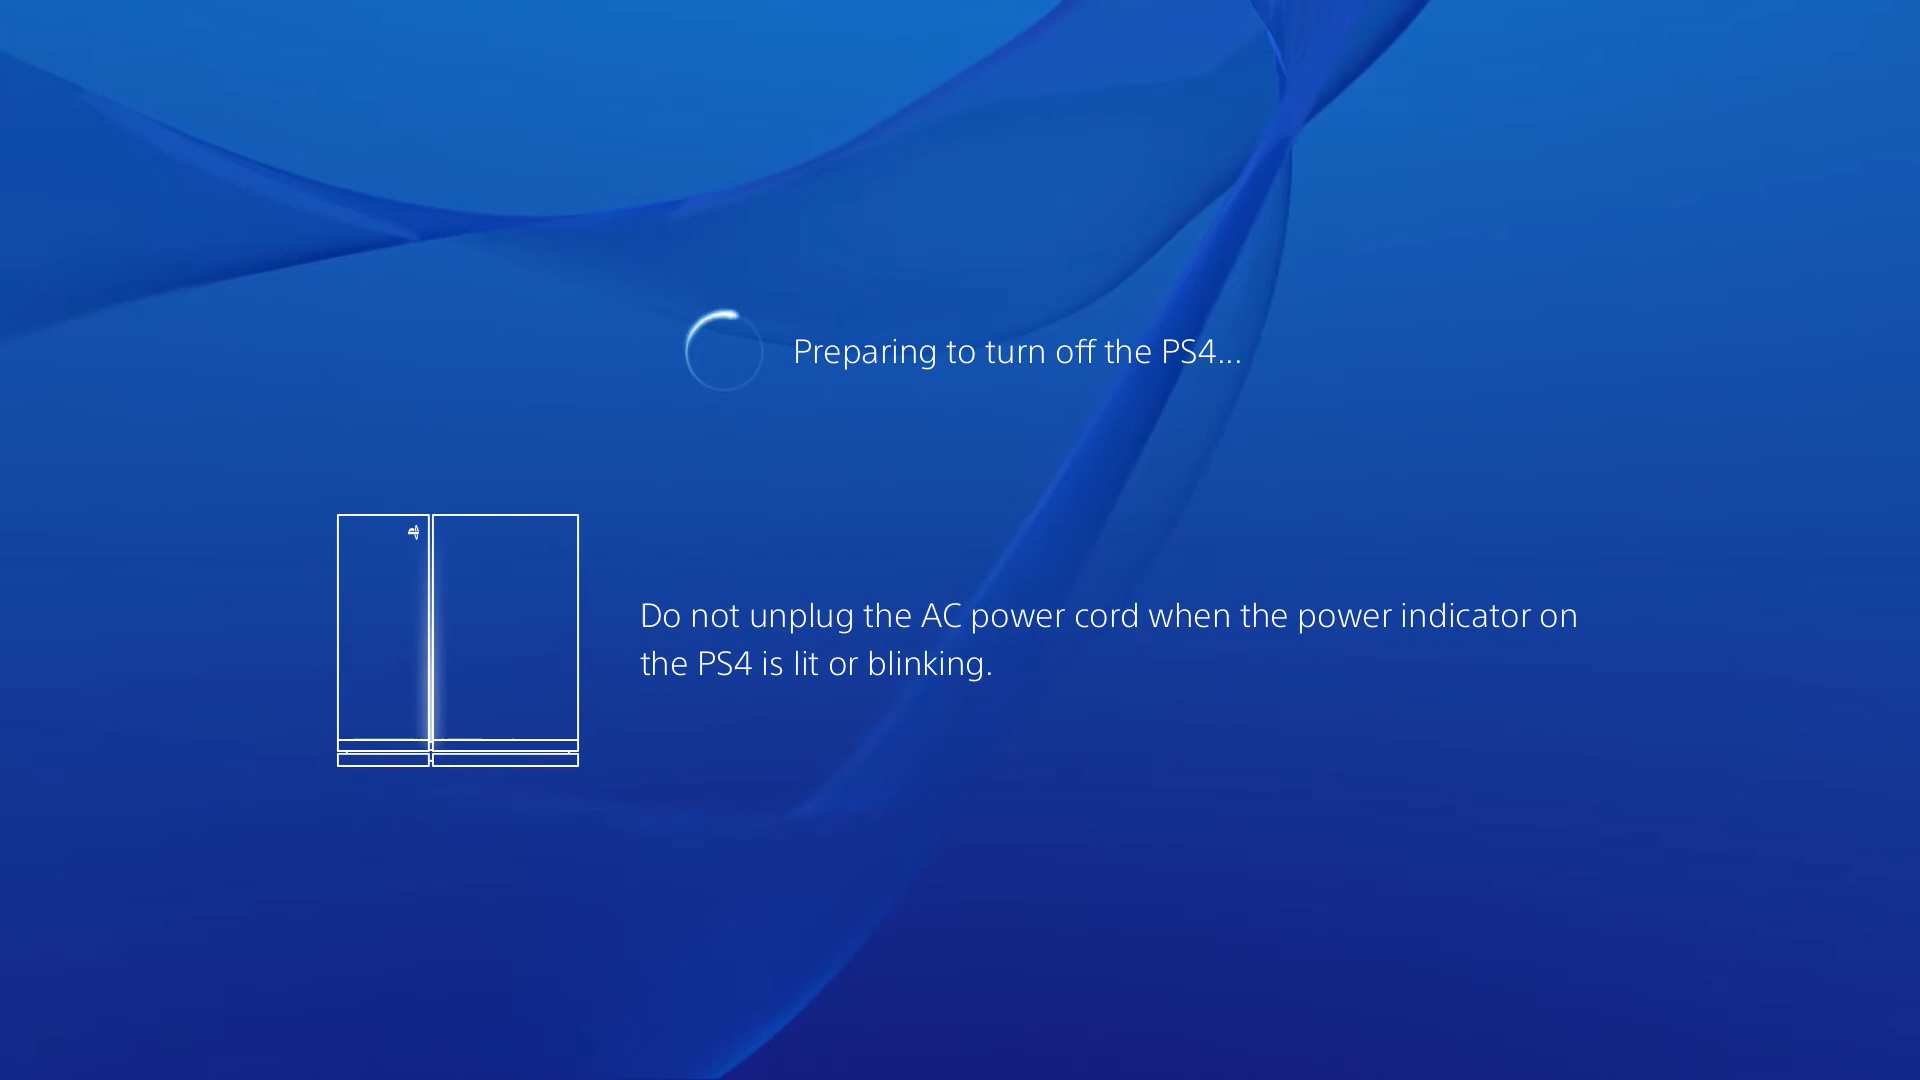 Preparing to turn off the PS4...
Do not unplug the AC power cord when the power indicator on
the PS4 is lit or blinking.